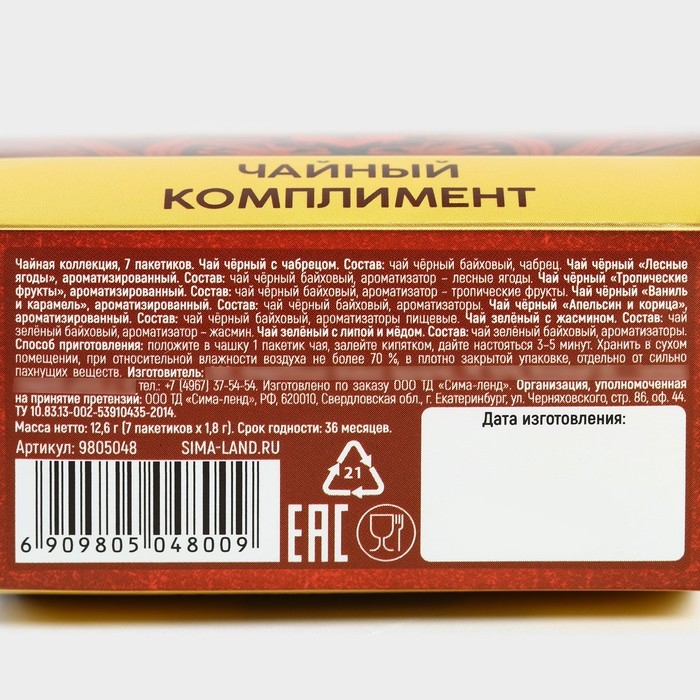 ЧАЙНЫЙ
КОМПЛИМЕНТ
Чайная коллекция, 7 пакетиков. Чай чёрный с чабрецом. Состав: чай чёрный байховый, чабрец. Чай чёрный «Лесные
ягоды», ароматизированный. Состав: чай чёрный байховый, ароматизатор – лесные ягоды. Чай чёрный «Тропические
фрукты», ароматизированный. Состав: чай чёрный байховый, ароматизатор – тропические фрукты. Чай чёрный «Ваниль
и карамель», ароматизированный. Состав: чай чёрный байховый, ароматизаторы. Чай чёрный «Апельсин и корица»,
ароматизированный. Состав: чай чёрный байховый, ароматизаторы пищевые. Чай зелёный с жасмином. Состав: чай
зелёный байховый, ароматизатор – жасмин. Чай зелёный с липой и мёдом. Состав: чай зелёный байховый, ароматизаторы.
Способ приготовления: положите в чашку 1 пакетик чая, залейте кипятком, дайте настояться 3–5 минут. Хранить в сухом
помещении, при относительной влажности воздуха не более 70 %, в плотно закрытой упаковке, отдельно от сильно
пахнущих веществ. Изготовитель:
тел.: +7 (4967) 37-54-54. Изготовлено по заказу ООО ТД «Сима-ленд». Организация, уполномоченная
на принятие претензий: ООО ТД «Сима-ленд», РФ, 620010, Свердловская обл., г. Екатеринбург, ул. Черняховского, стр. 86, оф. 44.
ТУ 10.83.13-002-53910435-2014.
Масса нетто: 12,6 г (7 пакетиков х 1,8 г). Срок годности: 36 месяцев.
Артикул: 9805048 SIMA-LAND.RU
Дата изготовления:
21
EAC
6 909805 048009